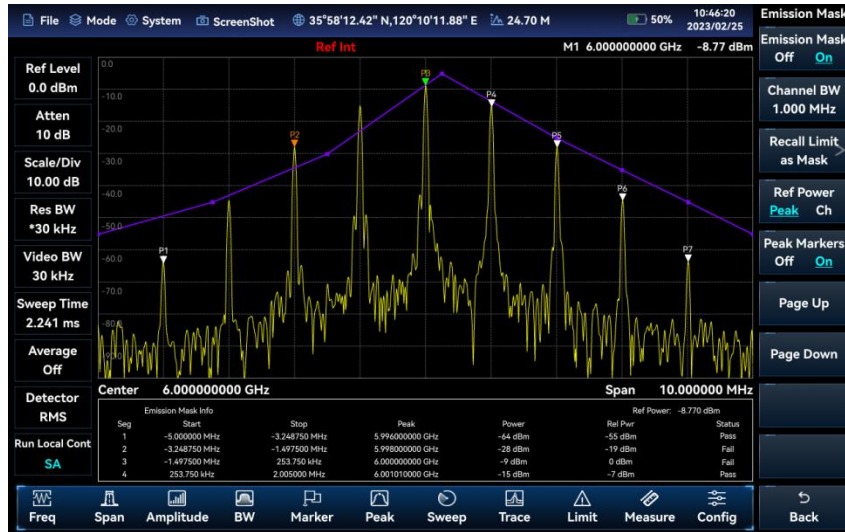 File Mode System ScreenShot 35°58'12.42" N,120°10'11.88" E 24.70 M 50% 10:46:20 2023/02/25
Ref Int M1 6.000000000 GHz -8.77 dBm
Ref Level
0.0 dBm
Atten
10 dB
Scale/Div
10.00 dB
Res BW
*30 kHz
Video BW
30 kHz
Sweep Time
2.241 ms
Average
Off
Detector
RMS
Run Local Cont
SA
0.0
-10.0
-20.0
-30.0
-40.0
-50.0
-60.0
-70.0
-80.0
P1
P2
P3
P4
P5
P6
P7
Center 6.000000000 GHz Span 10.000000 MHz
Emission Mask Info Ref Power: -8.770 dBm
Seg Start Stop Peak Power Rel Pwr Status
1 -5.000000 MHz -3.248750 MHz 5.996000000 GHz -64 dBm -55 dBm Pass
2 -3.248750 MHz -1.497500 MHz 5.998000000 GHz -28 dBm -19 dBm Fail
3 -1.497500 MHz 253.750 kHz 6.000000000 GHz -9 dBm 0 dBm Fail
4 253.750 kHz 2.005000 MHz 6.001010000 GHz -15 dBm -7 dBm Pass
Emission Mask
Emission Mask
Off On
Channel BW
1.000 MHz
Recall Limit
as Mask
Ref Power
Peak Ch
Peak Markers
Off On
Page Up
Page Down
Freq Span Amplitude BW Marker Peak Sweep Trace Limit Measure Config Back